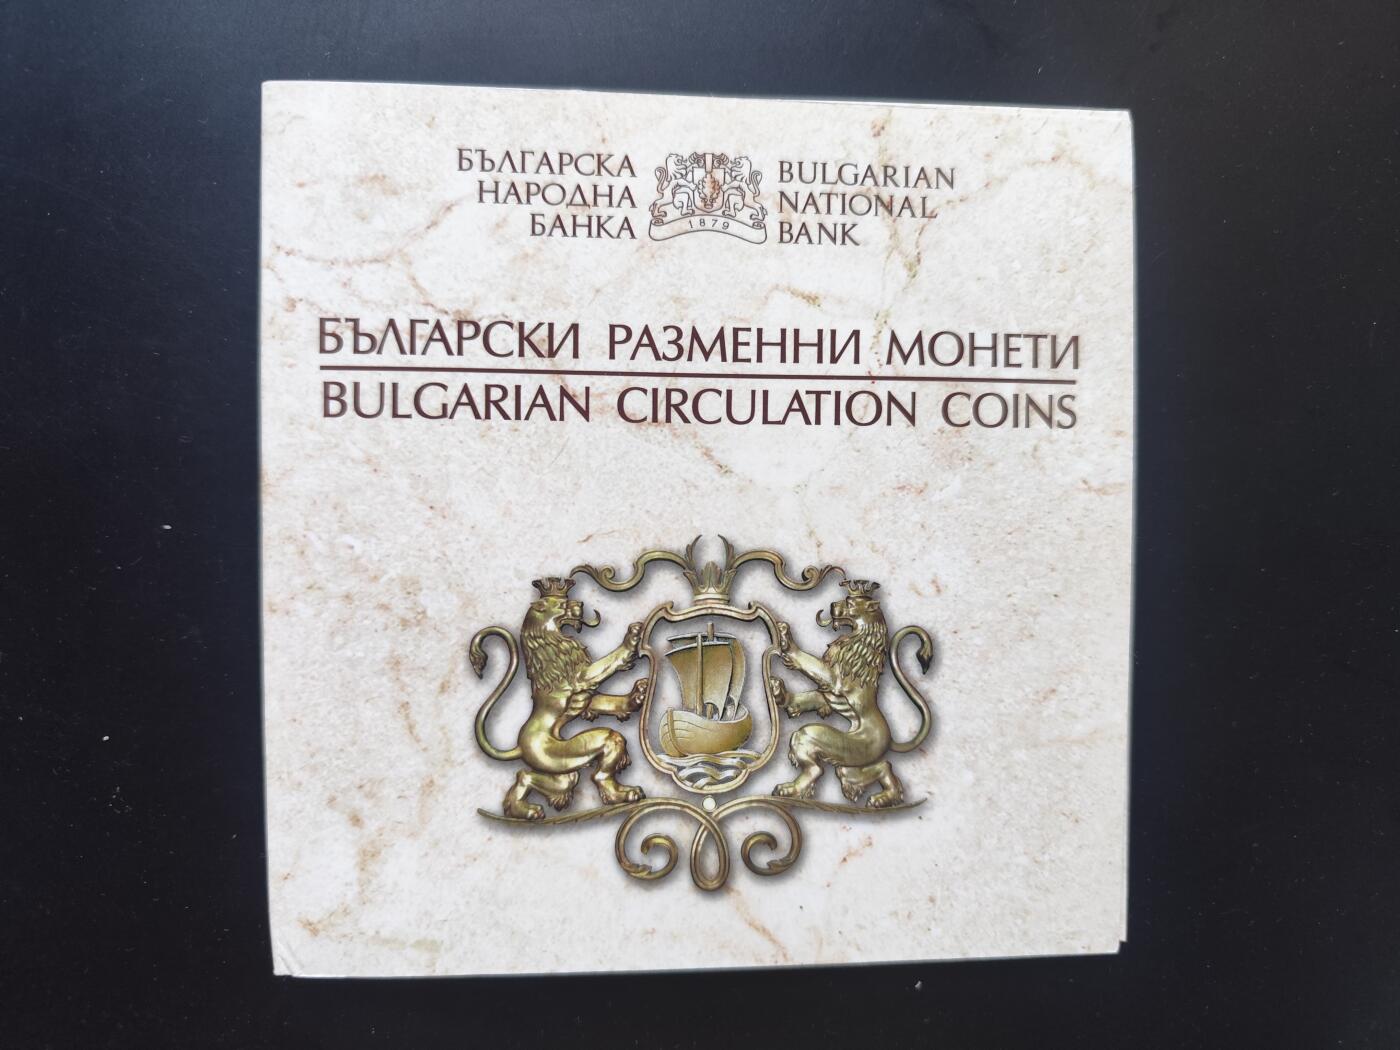 БЪЛГАРСКА
НАРОДНА
БАНКА
1879
BULGARIAN
NATIONAL
BANK
БЪЛГАРСКИ РАЗМЕННИ МОНЕТИ
BULGARIAN CIRCULATION COINS